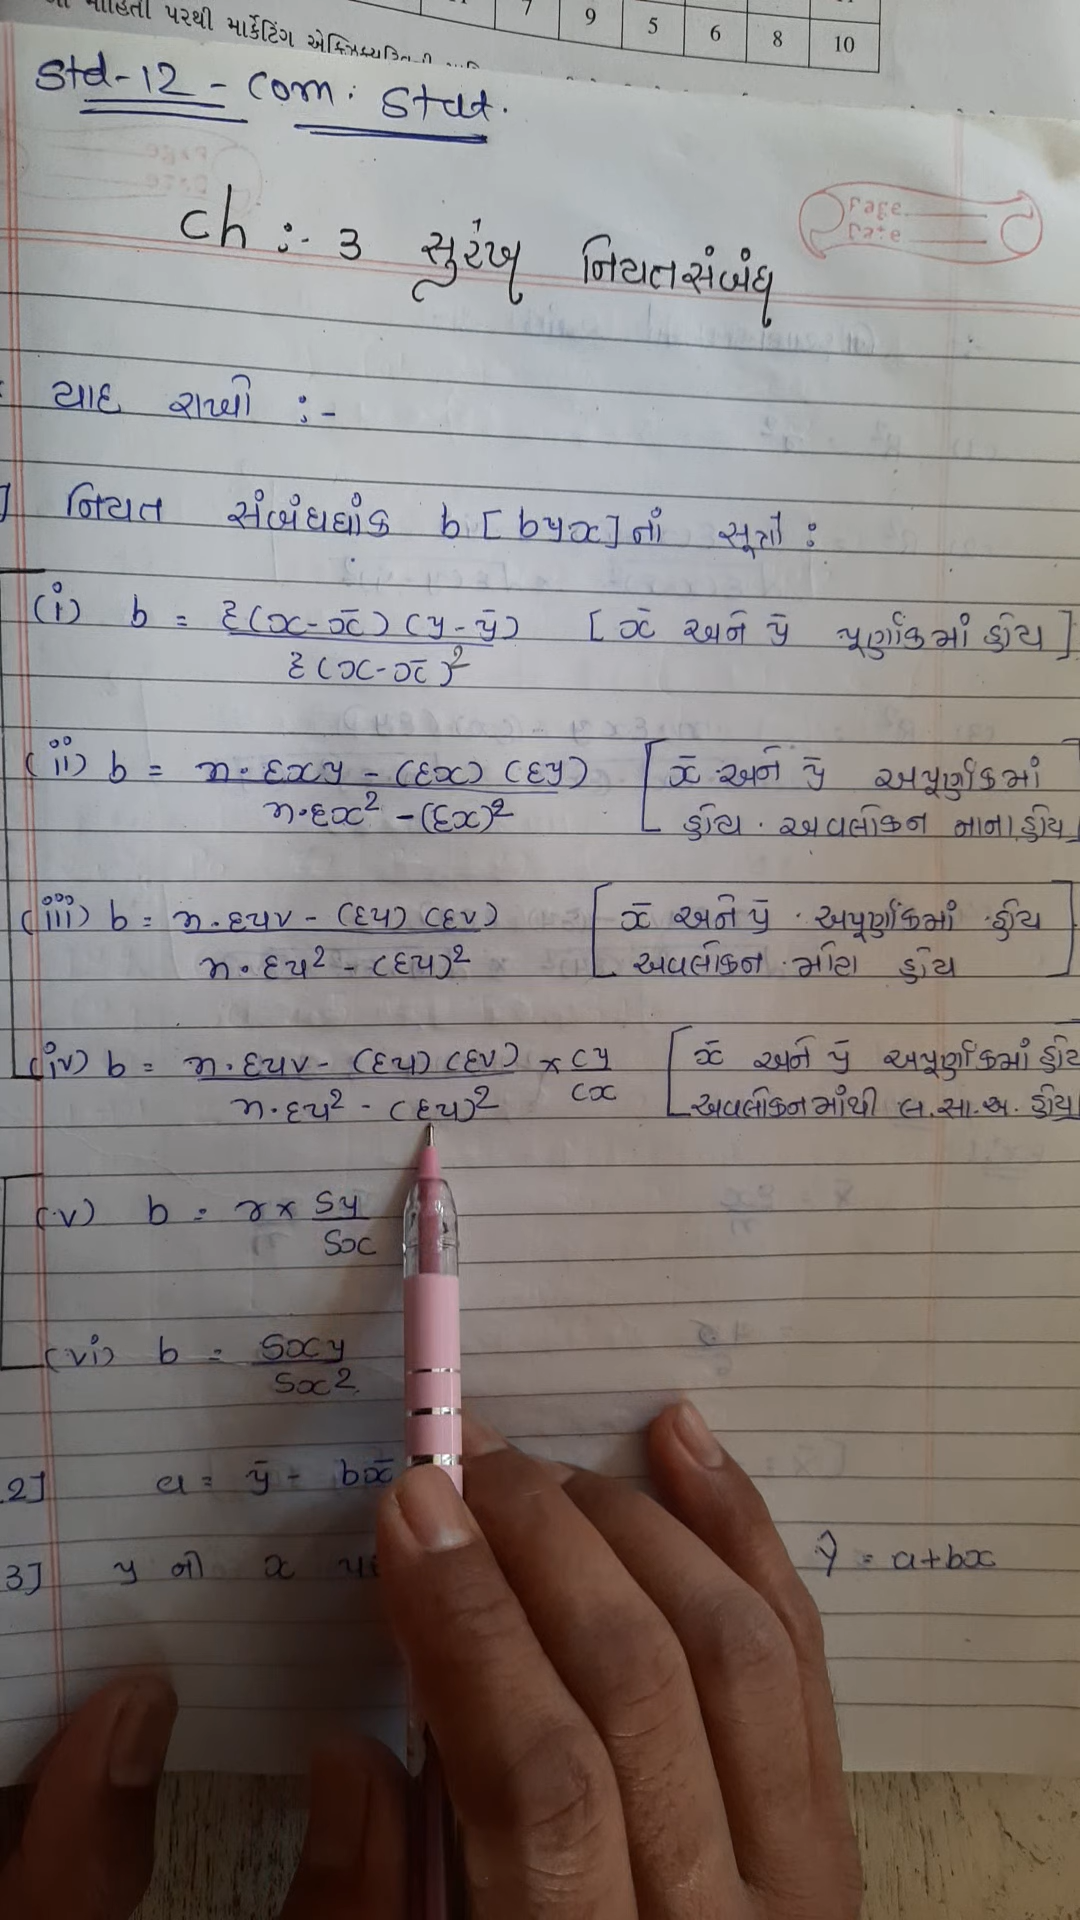 માહિતી પરથી માર્કેટિંગ
7 9 5 6 8 10
Std-12 - Com. Stat.
Page
Date
Ch :- 3 સુરેખ નિયતસંબંધ
યાદ રાખો :-
] નિયત સંબંધઘાંક b [byx]નાં સૂત્રો :
(i) b = Σ(x-x̄) (y-ȳ) / Σ(x-x̄)² [x̄ અને ȳ પૂર્ણાંકમાં હોય]
(ii) b = n·Σxy - (Σx) (Σy) / n·Σx² - (Σx)² [x̄ અને ȳ અપૂર્ણાંકમાં
હોય. અવલોકન નાના હોય
(iii) b = n·Σuv - (Σu) (Σv) / n·Σu² - (Σu)² [x̄ અને ȳ અપૂર્ણાંકમાં હોય
અવલોકન મોટા હોય]
(iv) b = n·Σuv - (Σu) (Σv) / n·Σu² - (Σu)² × cy / cx [x̄ અને ȳ અપૂર્ણાંકમાં હોય
અવલોકનમાંથી લ.સા.અ. હોય
(v) b = r × Sy / Sx
(vi) b = Sxy / Sx²
2] a = ȳ - bx̄
3] y ની x ŷ = a+bx